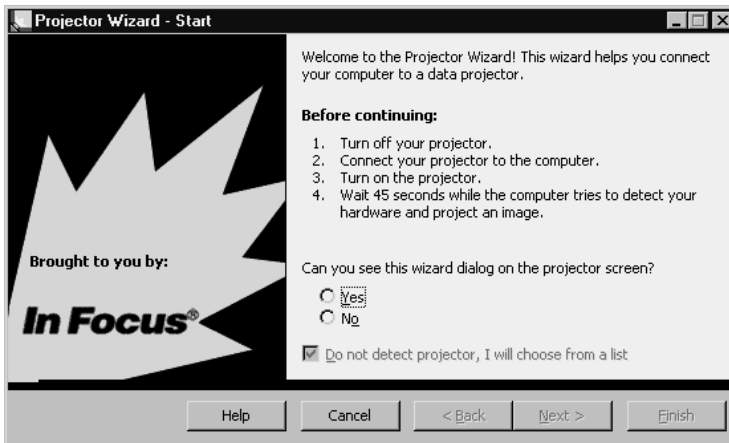 Projector Wizard - Start
Welcome to the Projector Wizard! This wizard helps you connect
your computer to a data projector.
Before continuing:
1. Turn off your projector.
2. Connect your projector to the computer.
3. Turn on the projector.
4. Wait 45 seconds while the computer tries to detect your
hardware and project an image.
Brought to you by:
In Focus®
Can you see this wizard dialog on the projector screen?
Yes
No
Do not detect projector, I will choose from a list
Help Cancel < Back Next > Finish